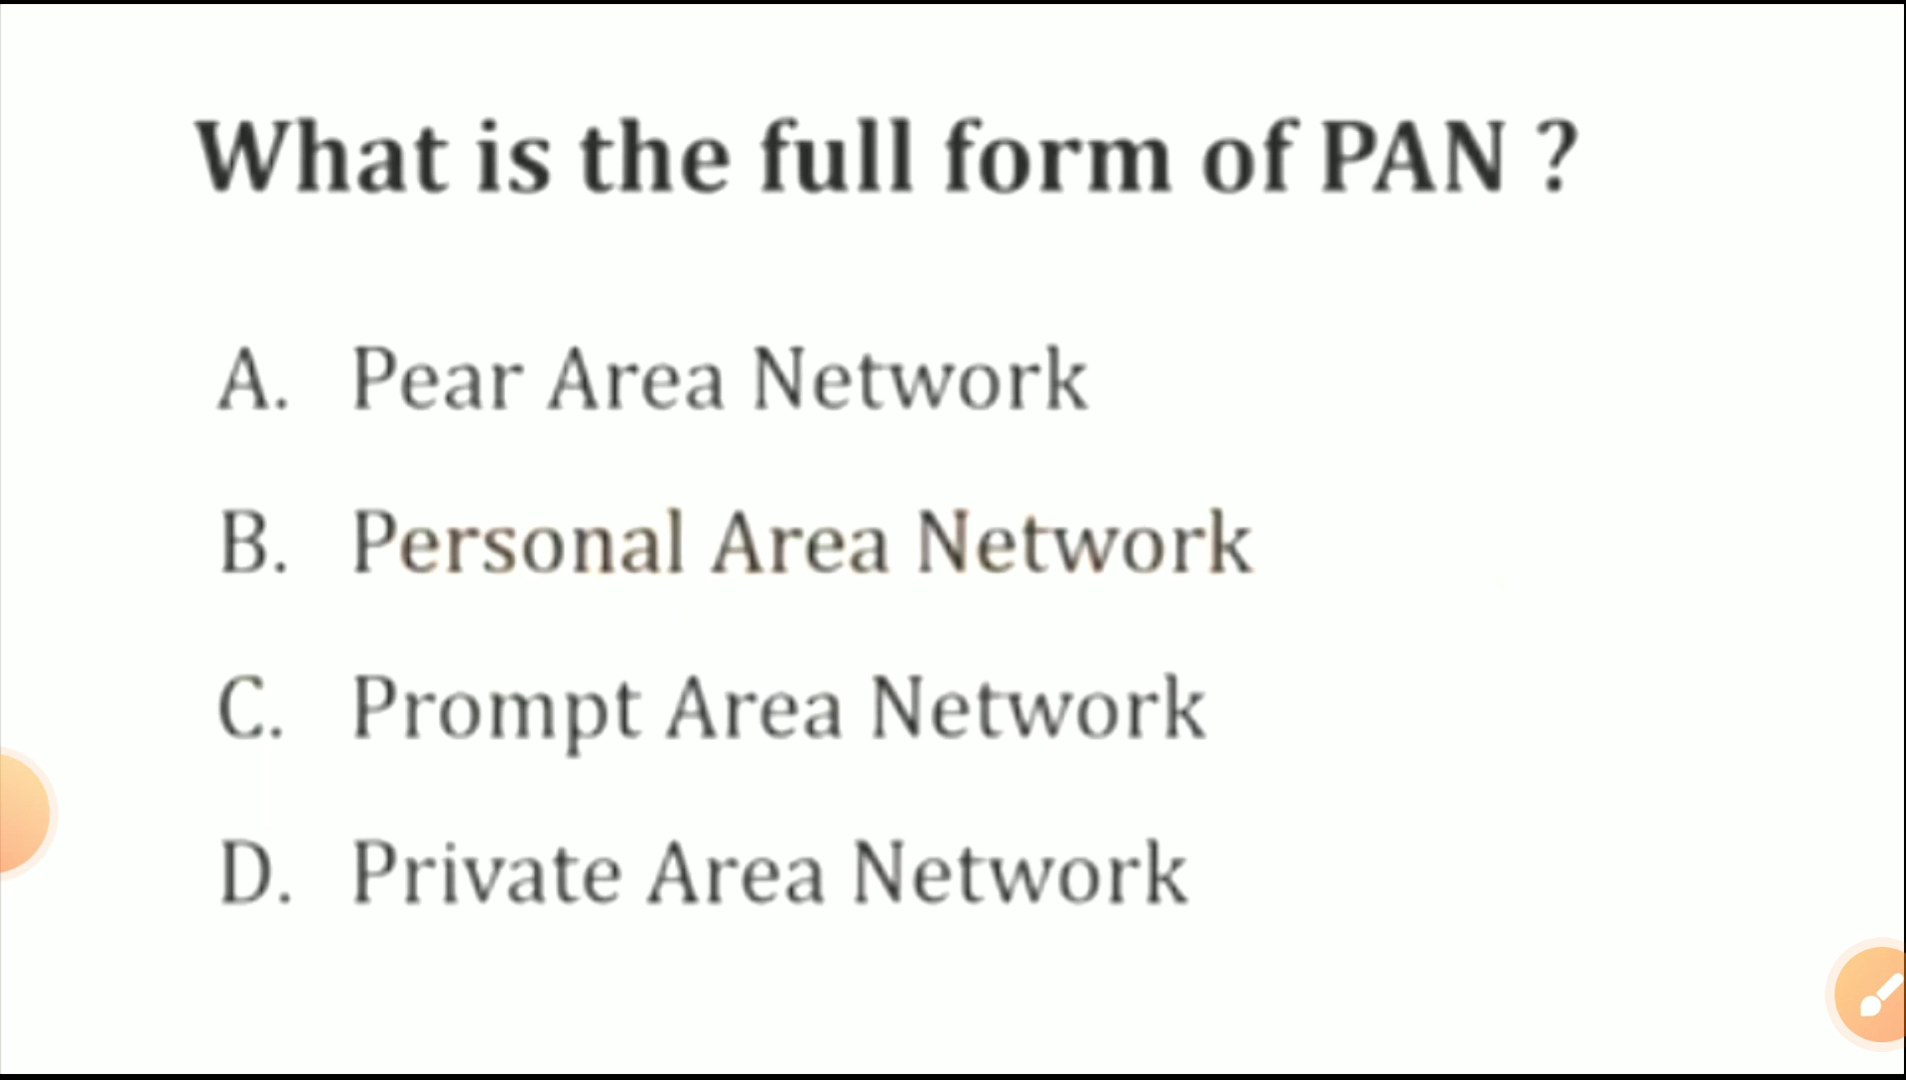 What is the full form of PAN ?
A. Pear Area Network
B. Personal Area Network
C. Prompt Area Network
D. Private Area Network